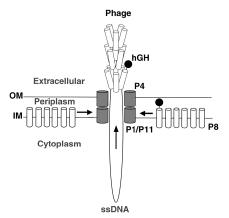 Phage
hGH
Extracellular
P4
OM
Periplasm
IM
P1/P11
P8
Cytoplasm
ssDNA